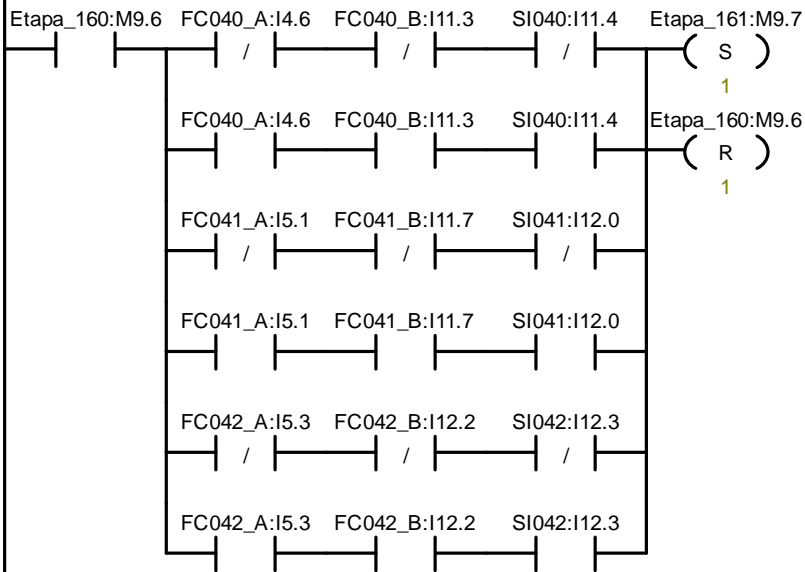 Etapa_160:M9.6 FC040_A:I4.6 FC040_B:I11.3 SI040:I11.4 Etapa_161:M9.7
/ / / S
1
FC040_A:I4.6 FC040_B:I11.3 SI040:I11.4 Etapa_160:M9.6
R
1
FC041_A:I5.1 FC041_B:I11.7 SI041:I12.0
/ / /
FC041_A:I5.1 FC041_B:I11.7 SI041:I12.0
FC042_A:I5.3 FC042_B:I12.2 SI042:I12.3
/ / /
FC042_A:I5.3 FC042_B:I12.2 SI042:I12.3